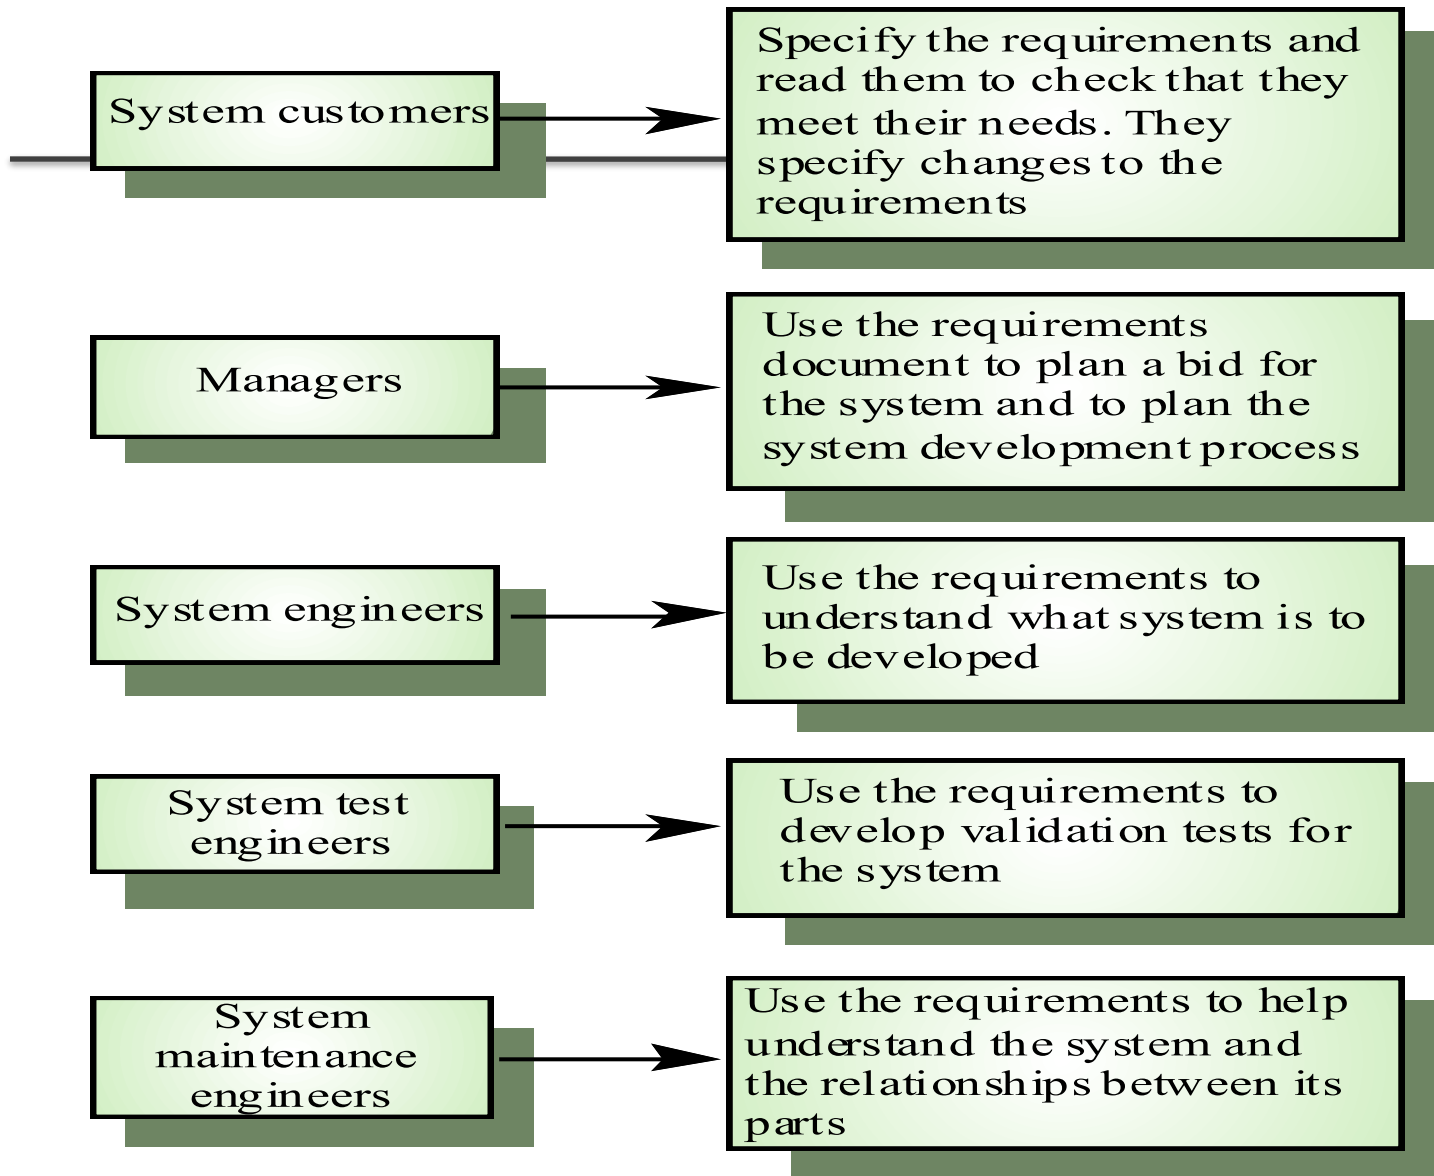 System customers
Specify the requirements and
read them to check that they
meet their needs. They
specify changes to the
requirements
Managers
Use the requirements
document to plan a bid for
the system and to plan the
system development process
System engineers
Use the requirements to
understand what system is to
be developed
System test
engineers
Use the requirements to
develop validation tests for
the system
System
maintenance
engineers
Use the requirements to help
understand the system and
the relationships between its
parts